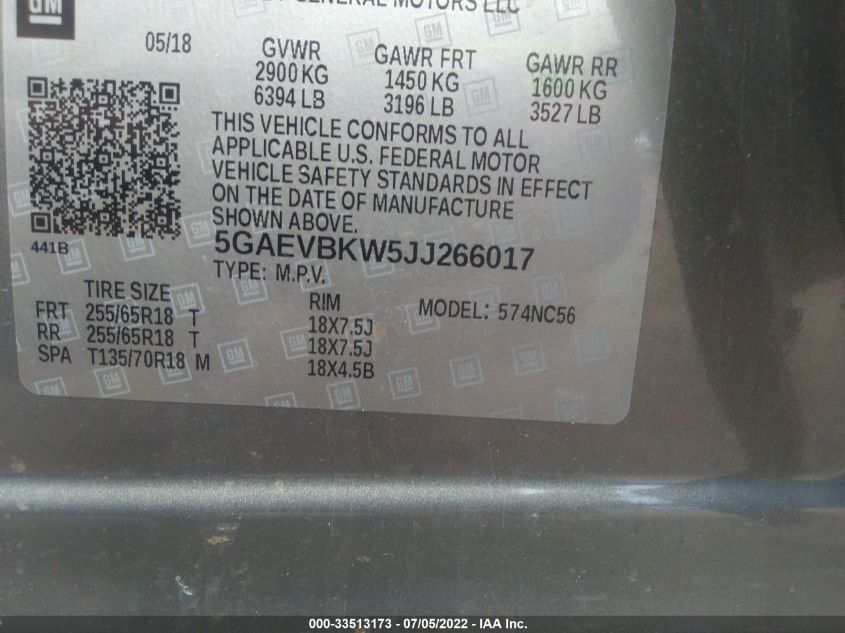 GM
GENERAL MOTORS LLC
05/18
GVWR
2900 KG
6394 LB
GAWR FRT
1450 KG
3196 LB
GAWR RR
1600 KG
3527 LB
THIS VEHICLE CONFORMS TO ALL
APPLICABLE U.S. FEDERAL MOTOR
VEHICLE SAFETY STANDARDS IN EFFECT
ON THE DATE OF MANUFACTURE
SHOWN ABOVE.
441B
5GAEVBKW5JJ266017
TYPE: M.P.V.
TIRE SIZE
RIM
MODEL: 574NC56
FRT 255/65R18 T 18X7.5J
RR 255/65R18 T 18X7.5J
SPA T135/70R18 M 18X4.5B
000-33513173 - 07/05/2022 - IAA Inc.